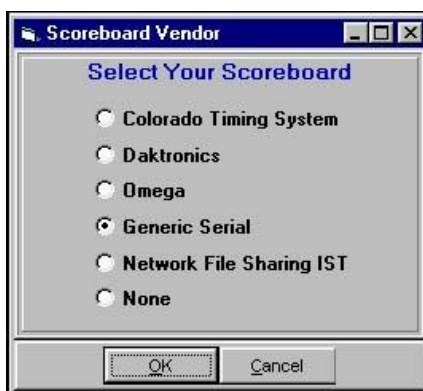 Scoreboard Vendor
Select Your Scoreboard
Colorado Timing System
Daktronics
Omega
Generic Serial
Network File Sharing IST
None
OK
Cancel